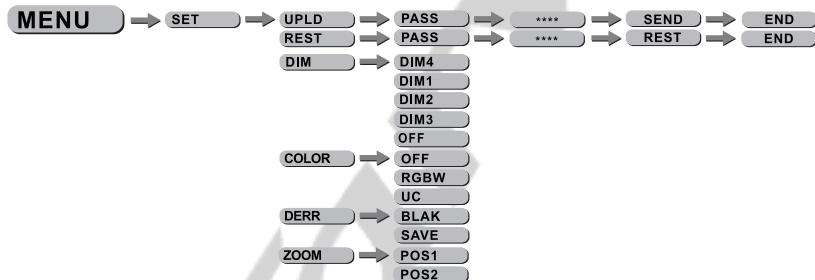 MENU SET UPLD PASS **** SEND END
REST PASS **** REST END
DIM DIM4
DIM1
DIM2
DIM3
OFF
COLOR OFF
RGBW
UC
DERR BLAK
SAVE
ZOOM POS1
POS2